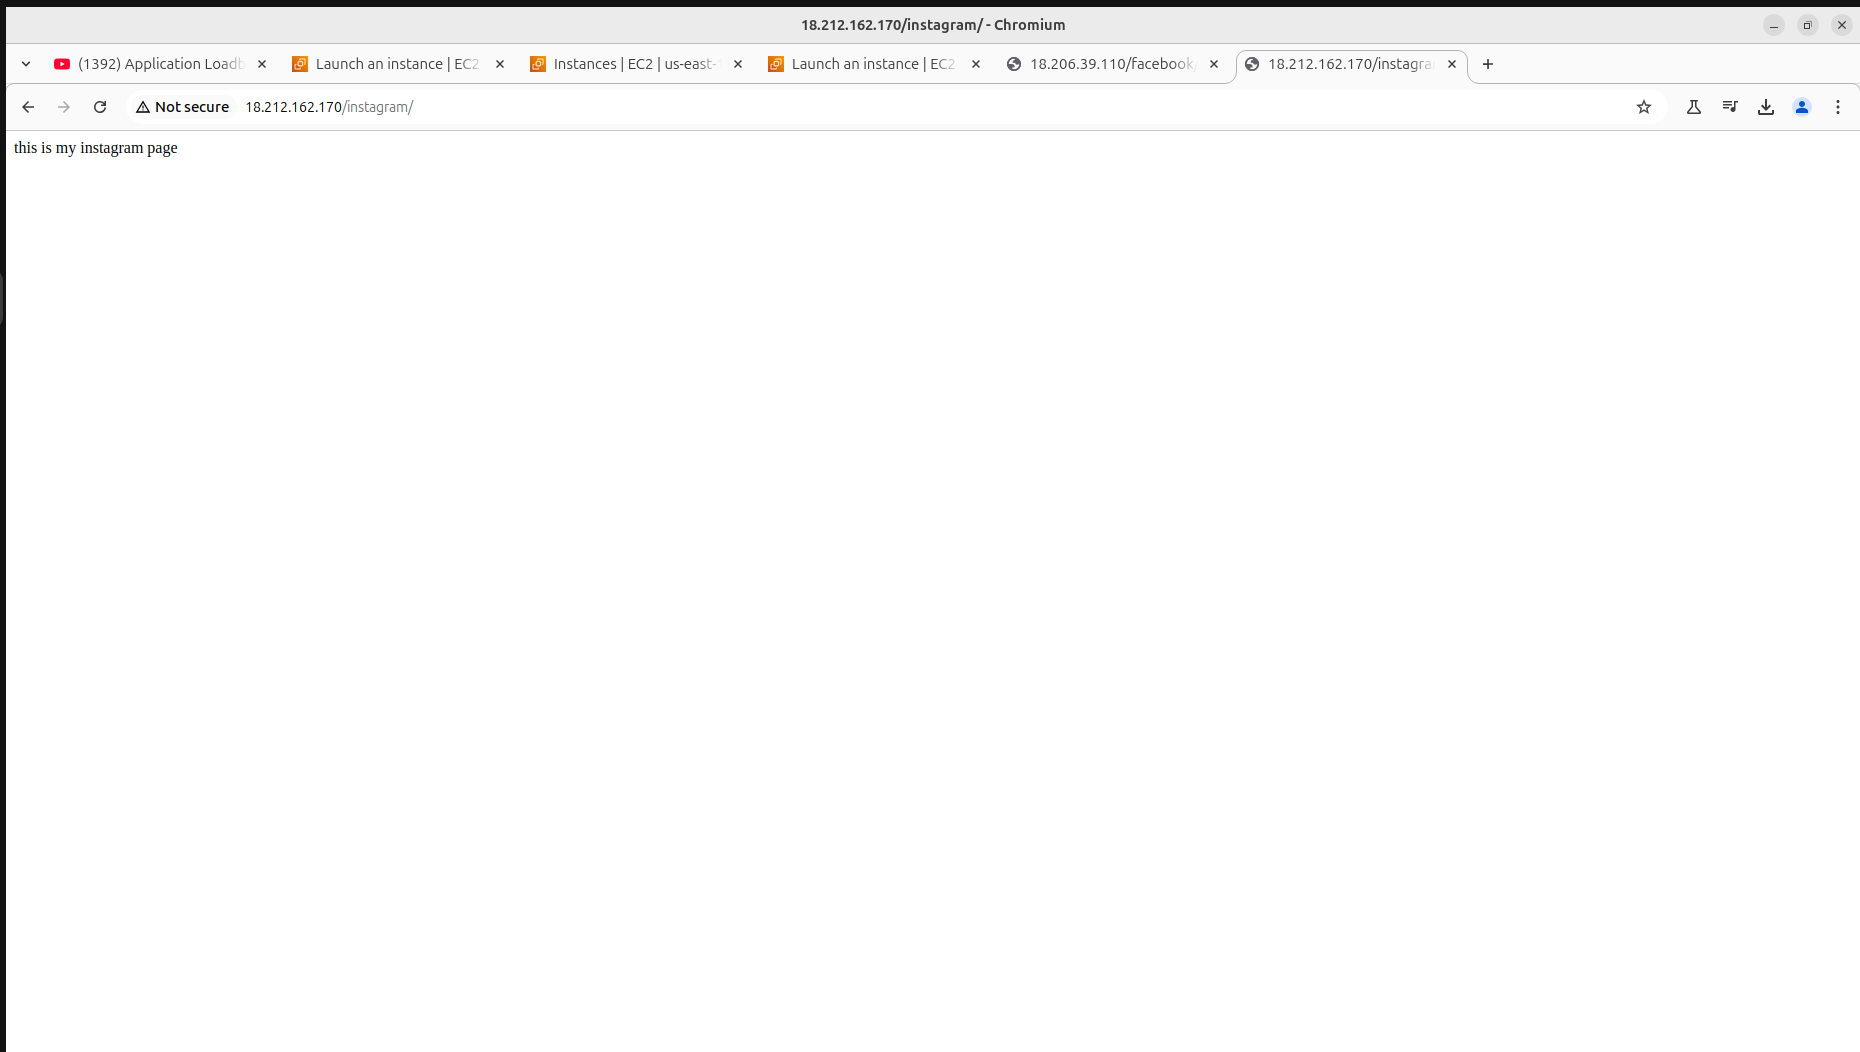 18.212.162.170/instagram/ - Chromium
(1392) Application Loadb
Launch an instance | EC2
Instances | EC2 | us-east-
Launch an instance | EC2
18.206.39.110/facebook/
18.212.162.170/instagra
Not secure
18.212.162.170/instagram/
this is my instagram page